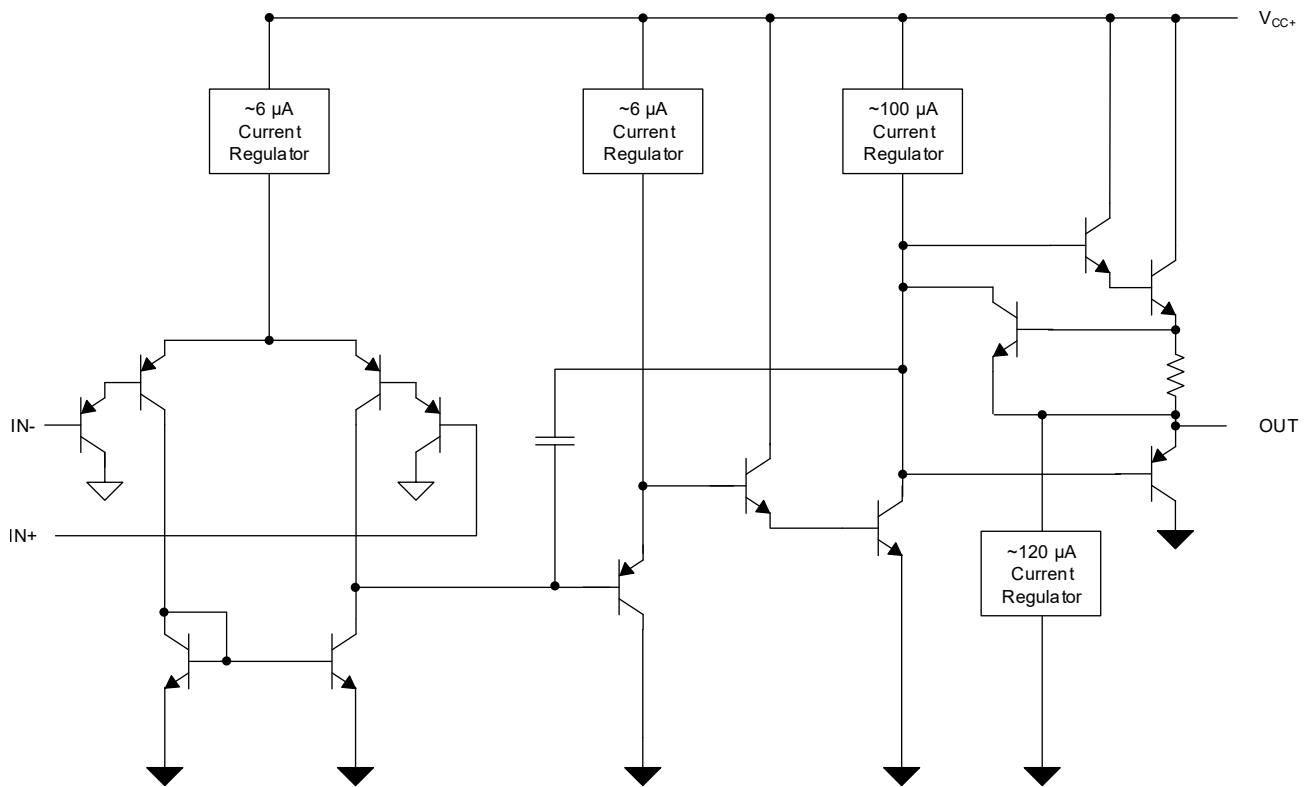 V<sub>CC+</sub>
~6 µA
Current
Regulator
~6 µA
Current
Regulator
~100 µA
Current
Regulator
IN-
OUT
IN+
~120 µA
Current
Regulator